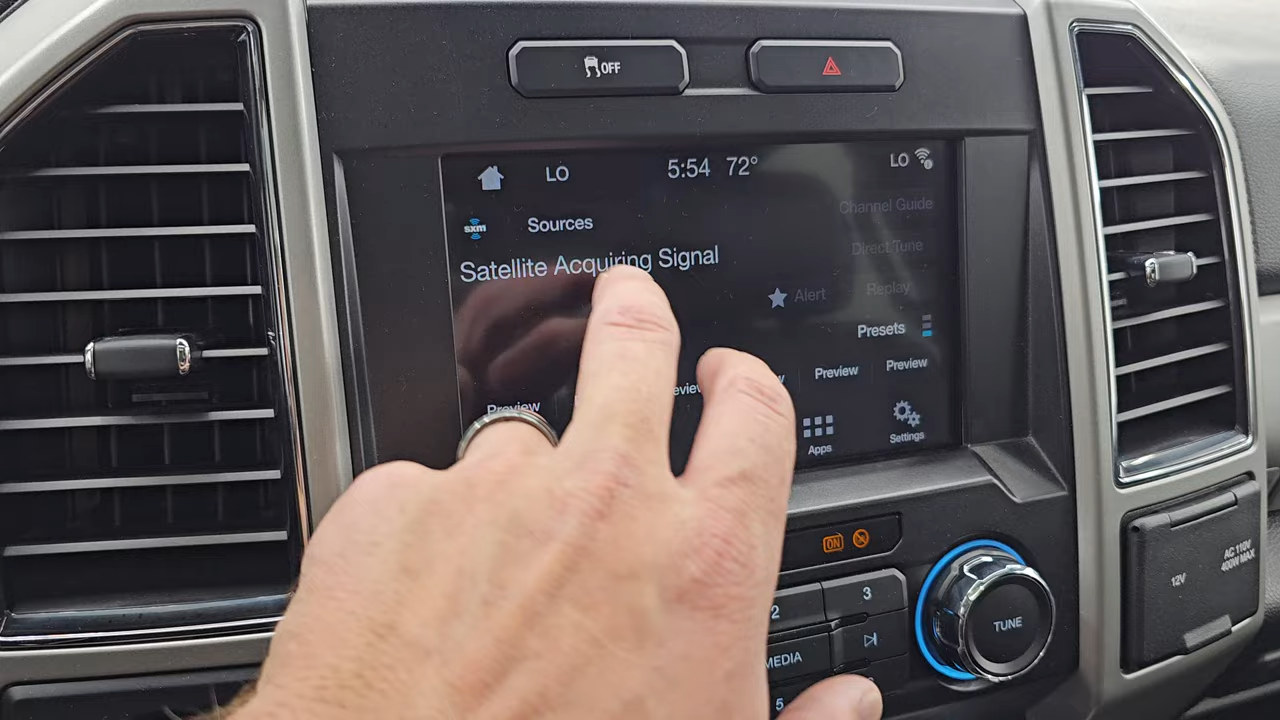 OFF
LO 5:54 72° LO
sxm Sources
Channel Guide
Satellite Acquiring Signal
Direct Tune
Alert Replay
Presets
Preview Preview Preview
Apps Settings
ON
2 3
MEDIA
5
TUNE
12V
AC 110V
400W MAX